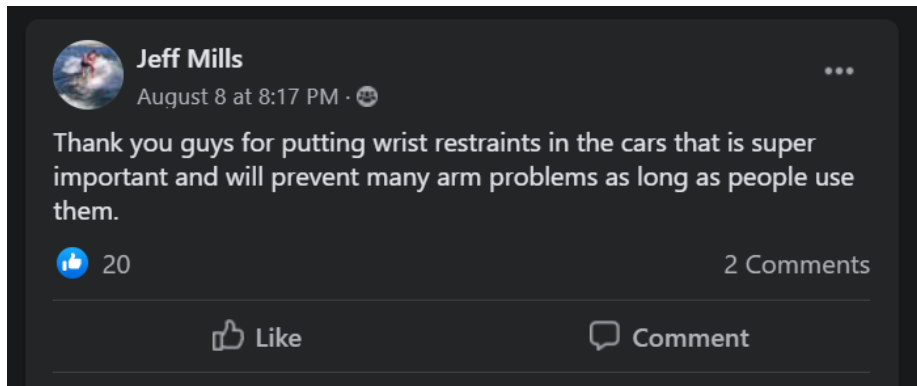 Jeff Mills
August 8 at 8:17 PM ·
Thank you guys for putting wrist restraints in the cars that is super
important and will prevent many arm problems as long as people use
them.
20 2 Comments
Like Comment